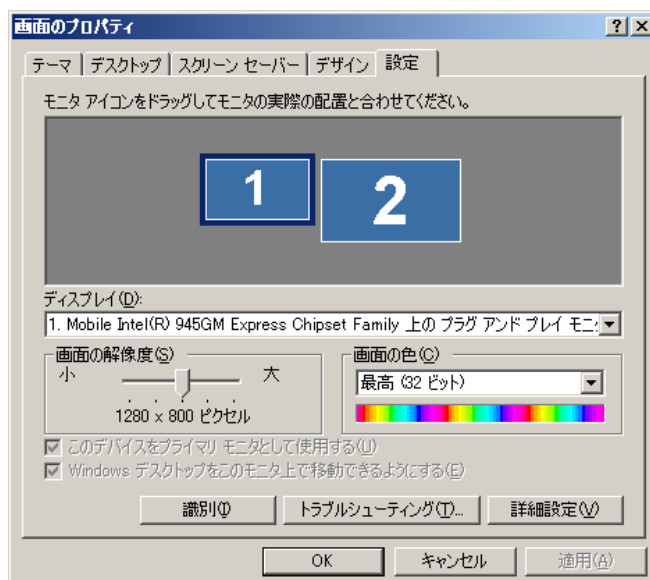 画面のプロパティ
テーマ デスクトップ スクリーン セーバー デザイン 設定
モニタ アイコンをドラッグしてモニタの実際の配置と合わせてください。
1 2
ディスプレイ(D):
1. Mobile Intel(R) 945GM Express Chipset Family 上の プラグ アンド プレイ モニ
画面の解像度(S)
小 大
1280 x 800 ピクセル
画面の色(C)
最高 (32 ビット)
このデバイスをプライマリ モニタとして使用する(U)
Windows デスクトップをこのモニタ上で移動できるようにする(E)
識別(I) トラブルシューティング(T)... 詳細設定(V)
OK キャンセル 適用(A)